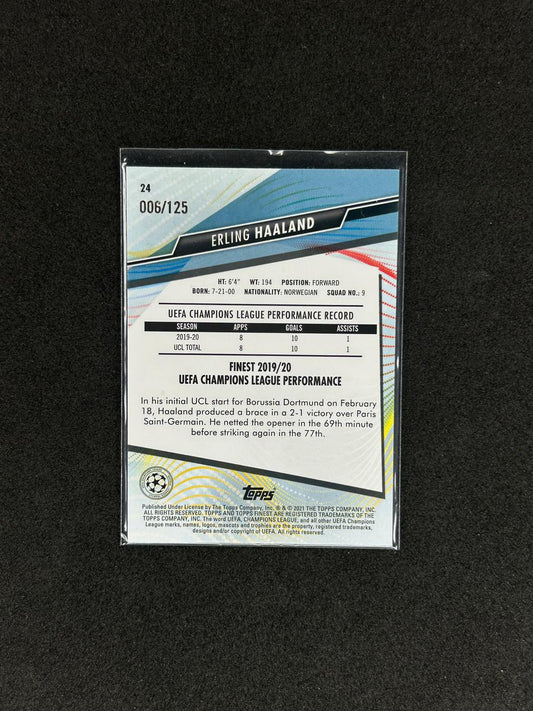 24
006/125
ERLING HAALAND
HT: 6'4" WT: 194 POSITION: FORWARD
BORN: 7-21-00 NATIONALITY: NORWEGIAN SQUAD NO.: 9
UEFA CHAMPIONS LEAGUE PERFORMANCE RECORD
SEASON APPS GOALS ASSISTS
2019-20 8 10 1
UCL TOTAL 8 10 1
FINEST 2019/20
UEFA CHAMPIONS LEAGUE PERFORMANCE
In his initial UCL start for Borussia Dortmund on February
18, Haaland produced a brace in a 2-1 victory over Paris
Saint-Germain. He netted the opener in the 69th minute
before striking again in the 77th.
Topps
Published Under License by The Topps Company, Inc. ® & © 2021 THE TOPPS COMPANY, INC.
ALL RIGHTS RESERVED. TOPPS AND TOPPS FINEST ARE REGISTERED TRADEMARKS OF THE
TOPPS COMPANY, INC. The word UEFA, CHAMPIONS LEAGUE, and all other UEFA Champions
League marks, names, logos, mascots and trophies are the property, registered trademarks,
designs and/or copyright of UEFA. All rights reserved.